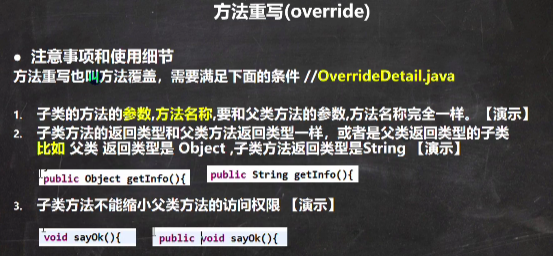 方法重写(override)
● 注意事项和使用细节
方法重写也叫方法覆盖，需要满足下面的条件 //OverrideDetail.java
1. 子类的方法的参数,方法名称,要和父类方法的参数,方法名称完全一样。【演示】
2. 子类方法的返回类型和父类方法返回类型一样，或者是父类返回类型的子类
比如 父类 返回类型是 Object ,子类方法返回类型是String 【演示】
public Object getInfo(){ public String getInfo(){
3. 子类方法不能缩小父类方法的访问权限 【演示】
void sayOk(){ public void sayOk(){